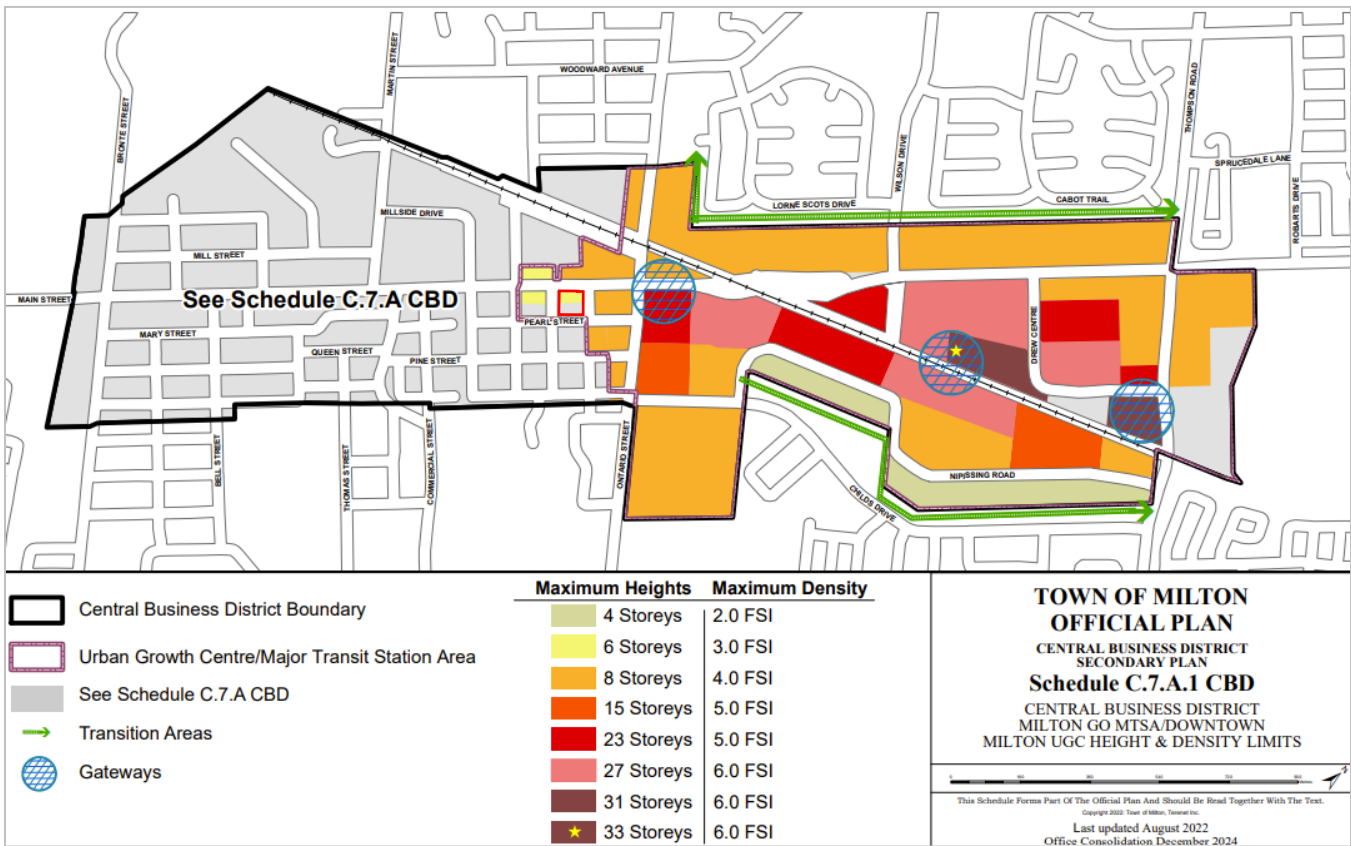 WOODWARD AVENUE
MARTIN STREET
BRONTE STREET
THOMPSON ROAD
SPRUCEDALE LANE
ROBARTS DRIVE
WILSON DRIVE
LORNE SCOTS DRIVE
CABOT TRAIL
MILLSIDE DRIVE
MILL STREET
MAIN STREET
See Schedule C.7.A CBD
PEARL STREET
MARY STREET
QUEEN STREET
PINE STREET
DREW CENTRE
BELL STREET
THOMAS STREET
COMMERCIAL STREET
ONTARIO STREET
CHILDS DRIVE
NIPISSING ROAD
Central Business District Boundary
Urban Growth Centre/Major Transit Station Area
See Schedule C.7.A CBD
Transition Areas
Gateways
Maximum Heights Maximum Density
4 Storeys 2.0 FSI
6 Storeys 3.0 FSI
8 Storeys 4.0 FSI
15 Storeys 5.0 FSI
23 Storeys 5.0 FSI
27 Storeys 6.0 FSI
31 Storeys 6.0 FSI
33 Storeys 6.0 FSI
TOWN OF MILTON
OFFICIAL PLAN
CENTRAL BUSINESS DISTRICT
SECONDARY PLAN
Schedule C.7.A.1 CBD
CENTRAL BUSINESS DISTRICT
MILTON GO MTSA/DOWNTOWN
MILTON UGC HEIGHT & DENSITY LIMITS
This Schedule Forms Part Of The Official Plan And Should Be Read Together With The Text.
Copyright 2022: Town of Milton, Teranet Inc.
Last updated August 2022
Office Consolidation December 2024